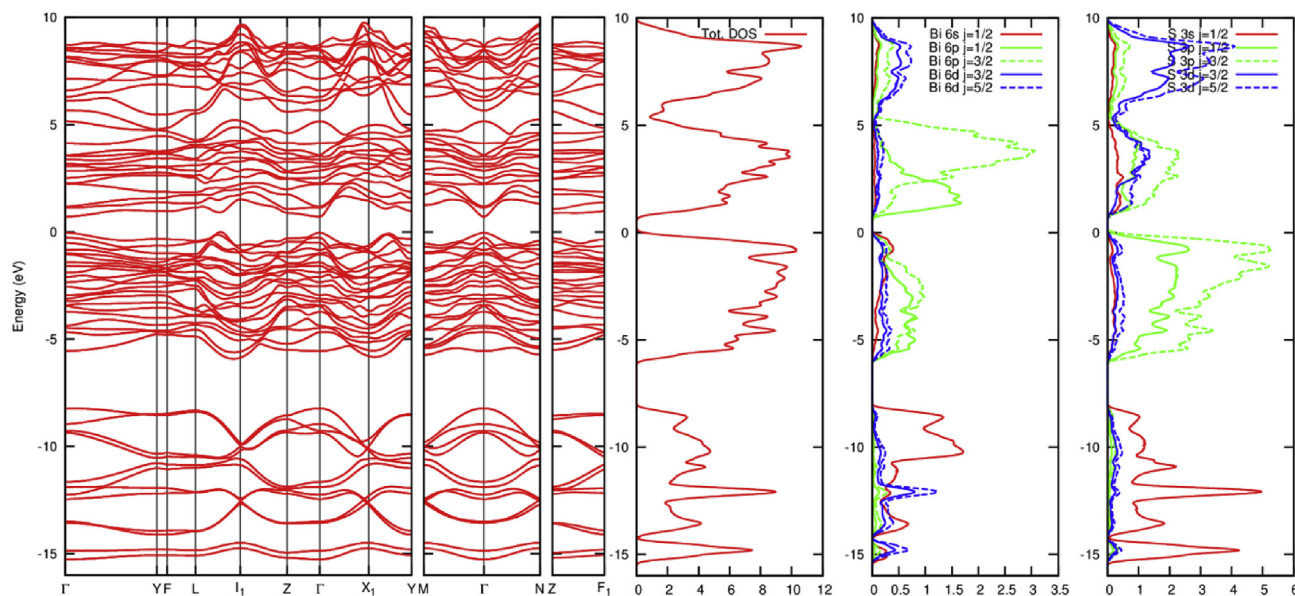 10
5
0
-5
-10
-15
Energy (eV)
Γ Y F L I1 Z Γ X1 Y M Γ N Z F1
Tot. DOS
10
5
0
-5
-10
-15
0 2 4 6 8 10 12
Bi 6s j=1/2
Bi 6p j=1/2
Bi 6p j=3/2
Bi 6d j=3/2
Bi 6d j=5/2
10
5
0
-5
-10
-15
0 0.5 1 1.5 2 2.5 3 3.5
S 3s j=1/2
S 3p j=1/2
S 3p j=3/2
S 3d j=3/2
S 3d j=5/2
10
5
0
-5
-10
-15
0 1 2 3 4 5 6